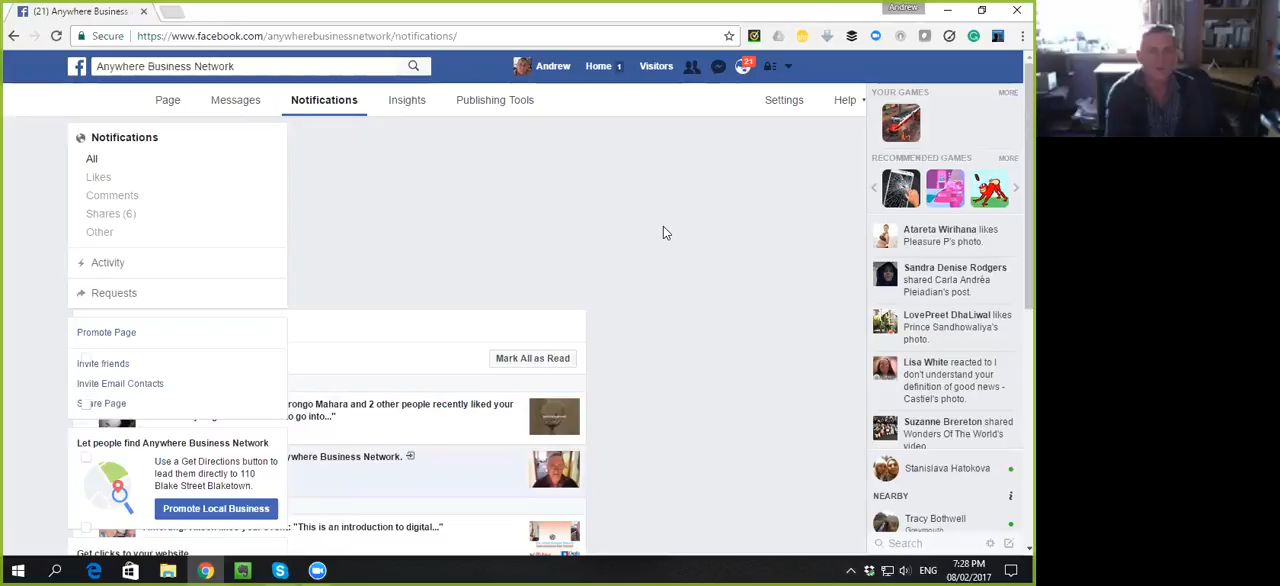 (21) Anywhere Business
Andrew
Secure
https://www.facebook.com/anywherebusinessnetwork/notifications/
Anywhere Business Network
Andrew
Home 1
Visitors
21
Page
Messages
Notifications
Insights
Publishing Tools
Settings
Help
Notifications
All
Likes
Comments
Shares (6)
Other
Activity
Requests
Promote Page
Invite friends
Invite Email Contacts
Share Page
Let people find Anywhere Business Network
Use a Get Directions button to
lead them directly to 110
Blake Street Blaketown.
Promote Local Business
Get clicks to your website
Mark All as Read
rongo Mahara and 2 other people recently liked your
to go into..."
ywhere Business Network.
likes your event: "This is an introduction to digital..."
YOUR GAMES
MORE
RECOMMENDED GAMES
MORE
Atareta Wirihana likes
Pleasure P's photo.
Sandra Denise Rodgers
shared Carla Andréa
Pleiadian's post.
LovePreet DhaLiwal likes
Prince Sandhowaliya's
photo.
Lisa White reacted to I
don't understand your
definition of good news -
Castiel's photo.
Suzanne Brereton shared
Wonders Of The World's
video.
Stanislava Hatokova
NEARBY
Tracy Bothwell
Greymouth
Search
ENG
7:28 PM
08/02/2017